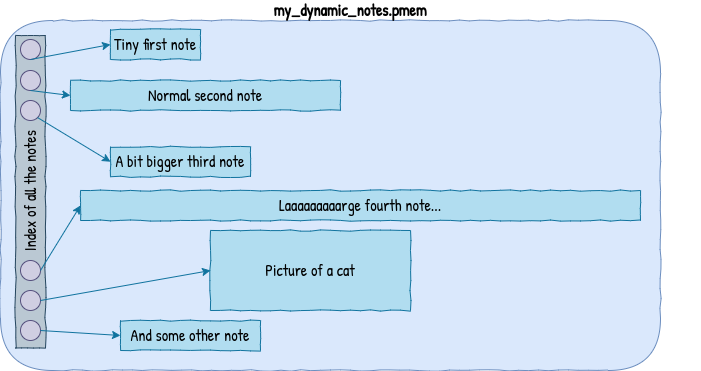 my_dynamic_notes.pmem
Tiny first note
Normal second note
A bit bigger third note
Index of all the notes
Laaaaaaaaarge fourth note...
Picture of a cat
And some other note